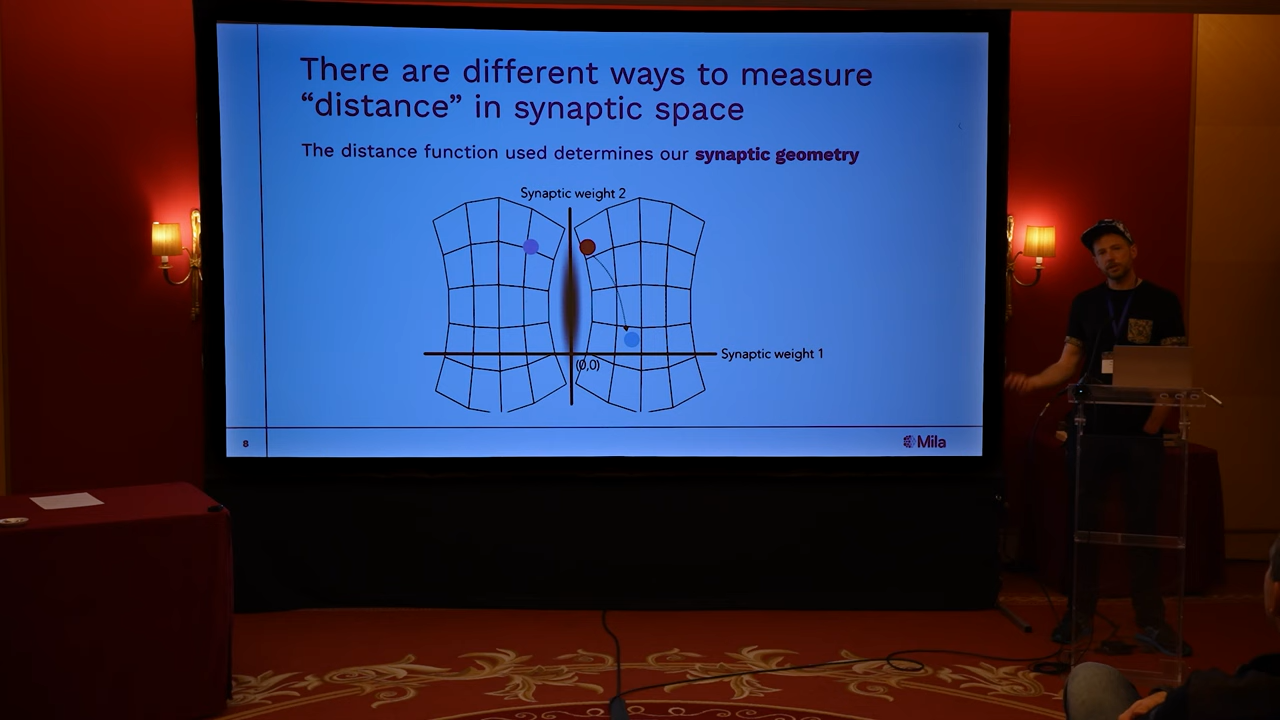 There are different ways to measure
“distance” in synaptic space
The distance function used determines our synaptic geometry
Synaptic weight 2
Synaptic weight 1
(0,0)
8
Mila